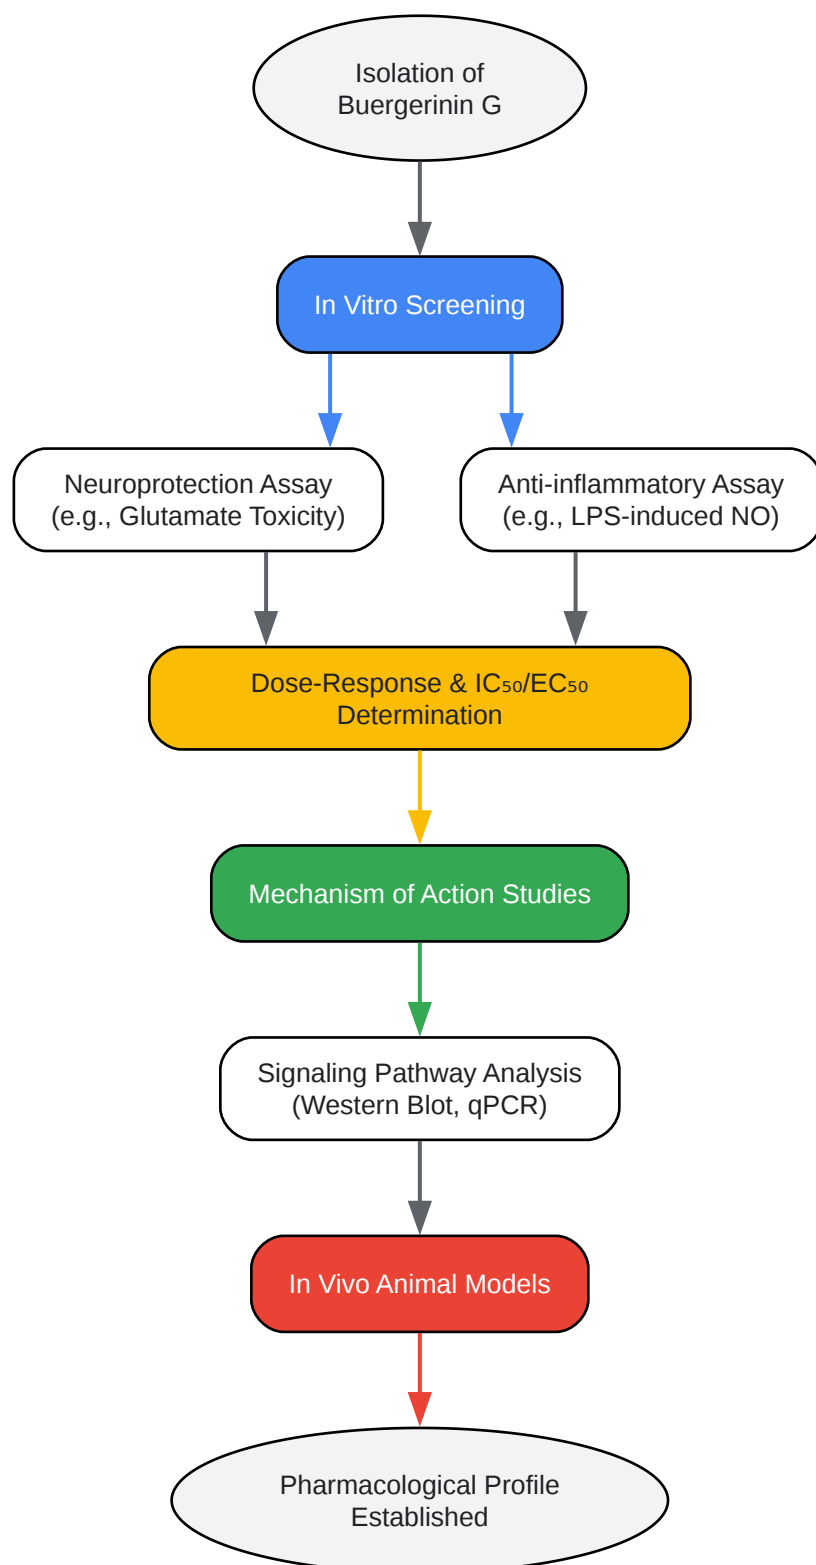 Isolation of
Buergerinin G
In Vitro Screening
Neuroprotection Assay
(e.g., Glutamate Toxicity)
Anti-inflammatory Assay
(e.g., LPS-induced NO)
Dose-Response & IC₅₀/EC₅₀
Determination
Mechanism of Action Studies
Signaling Pathway Analysis
(Western Blot, qPCR)
In Vivo Animal Models
Pharmacological Profile
Established